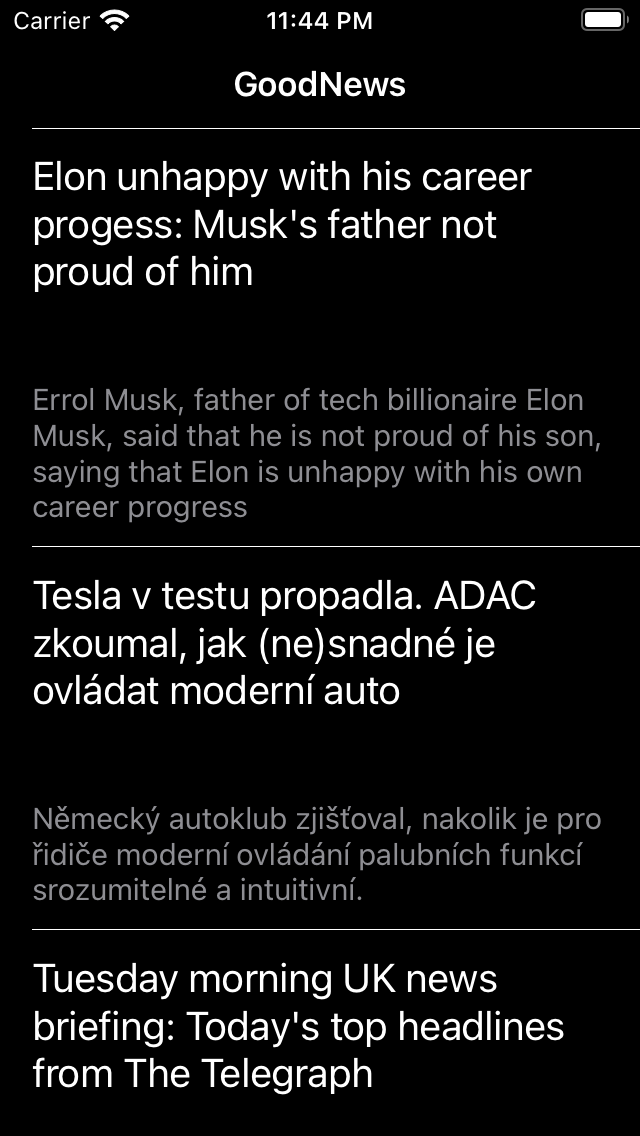 Carrier 11:44 PM
GoodNews
Elon unhappy with his career
progess: Musk's father not
proud of him
Errol Musk, father of tech billionaire Elon
Musk, said that he is not proud of his son,
saying that Elon is unhappy with his own
career progress
Tesla v testu propadla. ADAC
zkoumal, jak (ne)snadné je
ovládat moderní auto
Německý autoklub zjišťoval, nakolik je pro
řidiče moderní ovládání palubních funkcí
srozumitelné a intuitivní.
Tuesday morning UK news
briefing: Today's top headlines
from The Telegraph